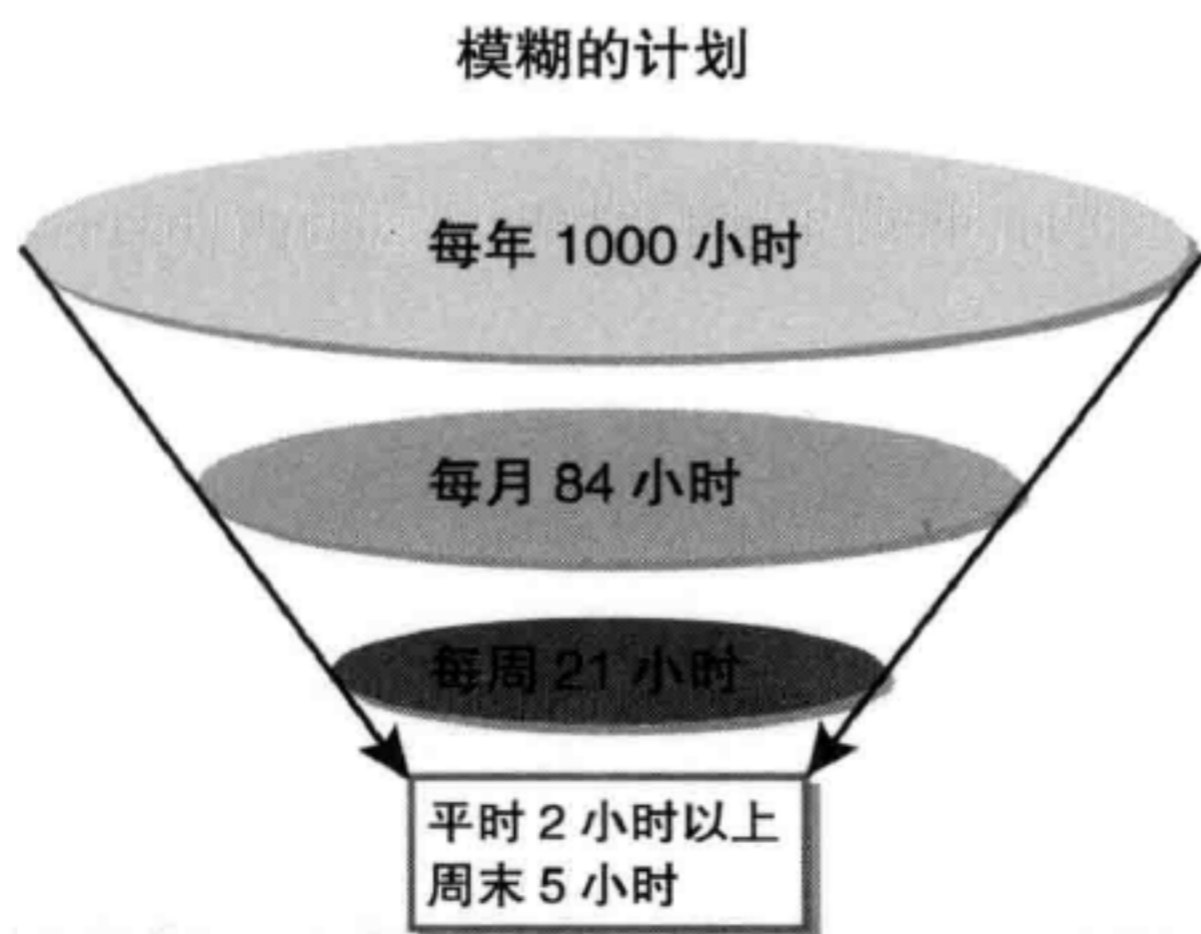 模糊的计划
每年 1000 小时
每月 84 小时
每周 21 小时
平时 2 小时以上
周末 5 小时